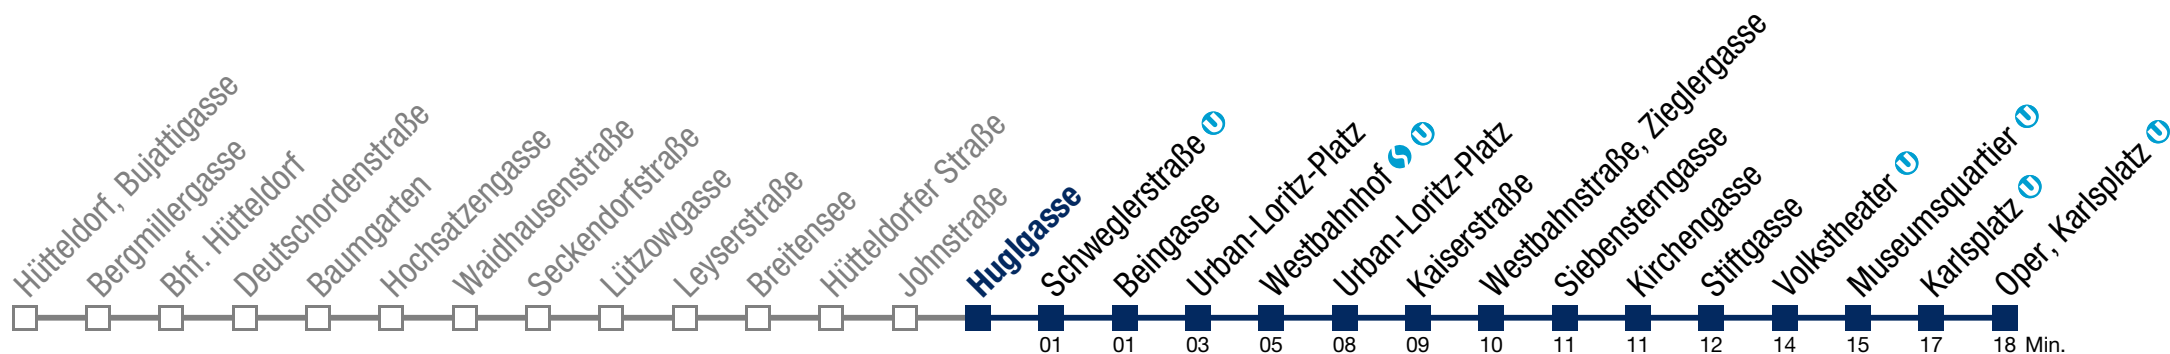 Hütteldorf, Bujattigasse
Bergmillergasse
Bhf. Hütteldorf
Deutschordenstraße
Baumgarten
Hochsatzengasse
Waidhausenstraße
Seckendorfstraße
Lützowgasse
Leyserstraße
Breitensee
Hütteldorfer Straße
Johnstraße
Huglgasse
Schweglerstraße U
Beingasse
Urban-Loritz-Platz
Westbahnhof S U
Urban-Loritz-Platz
Kaiserstraße
Westbahnstraße, Zieglergasse
Siebensterngasse
Kirchengasse
Stiftgasse
Volkstheater U
Museumsquartier U
Karlsplatz U
Oper, Karlsplatz U
01 01 03 05 08 09 10 11 11 12 14 15 17 18 Min.